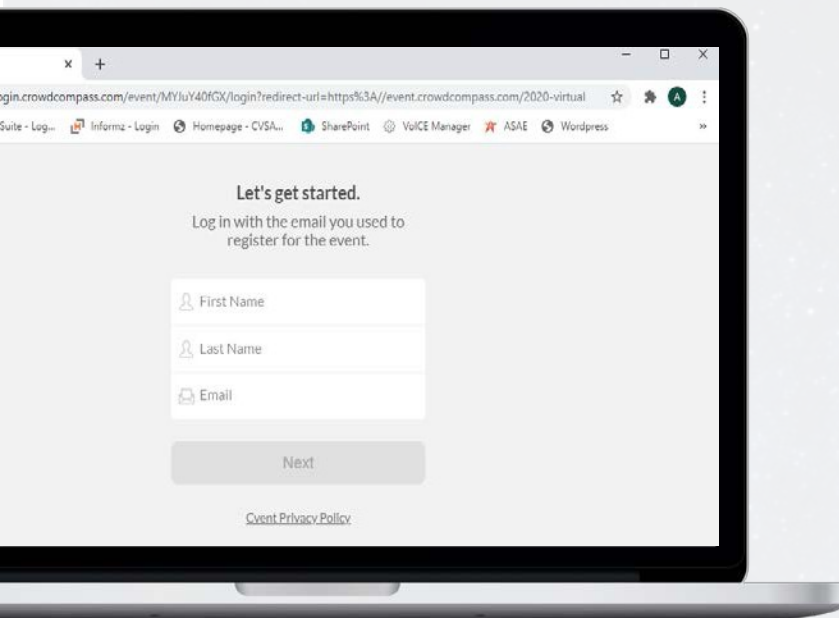 ogin.crowdcompass.com/event/MYJuY40fGX/login?redirect-url=https%3A//event.crowdcompass.com/2020-virtual A
Suite - Log... Informz - Login Homepage - CVSA... SharePoint VoICE Manager ASAE Wordpress »
Let's get started.
Log in with the email you used to
register for the event.
First Name
Last Name
Email
Next
Cvent Privacy Policy